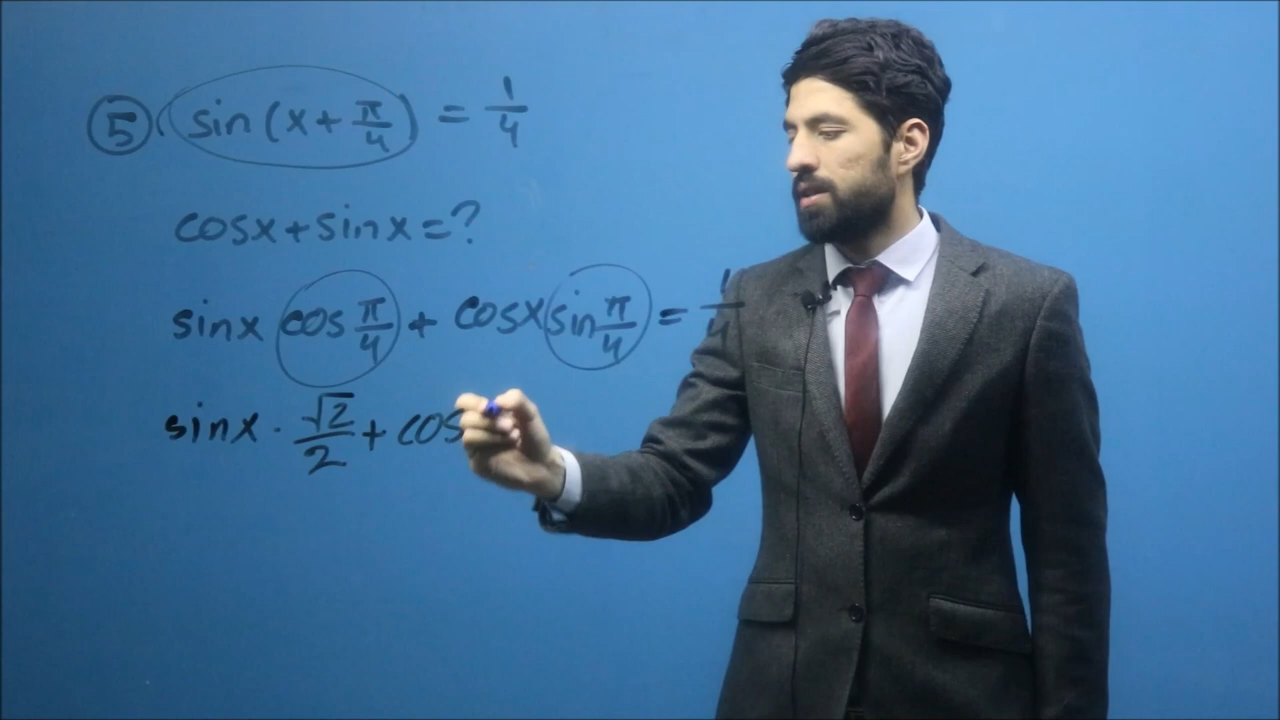 5 sin(x+π/4) = 1/4
cosx+sinx=?
sinx cos π/4 + cosx sin π/4 = 1/4
sinx · √2/2 + cos